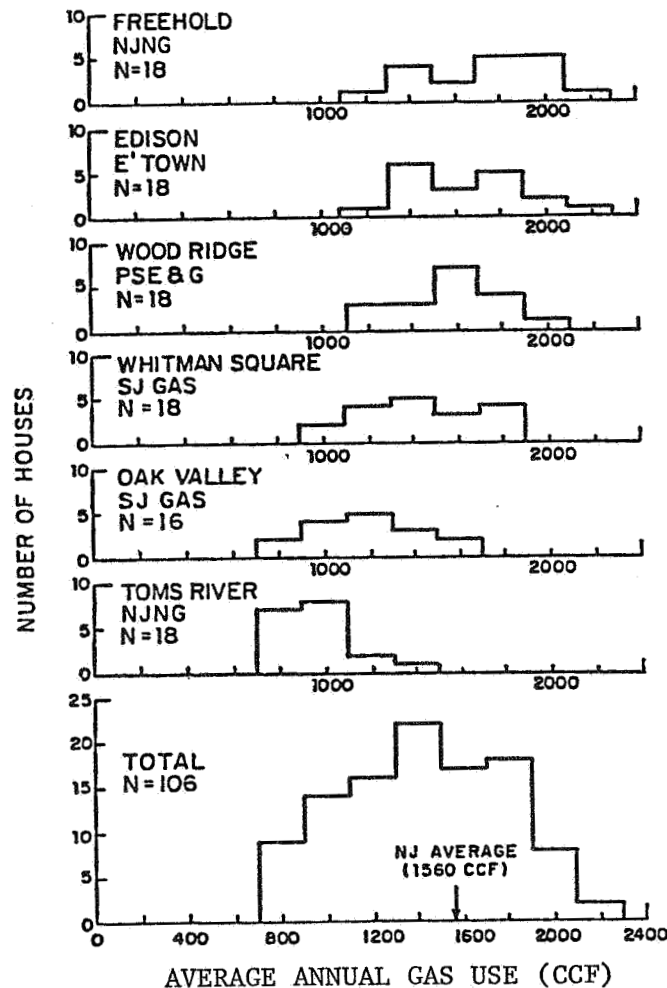 10
FREEHOLD
NJNG
5
N=18
0
1000
2000
10
EDISON
E'TOWN
5
N=18
0
1000
2000
10
WOOD RIDGE
PSE & G
5
N=18
0
1000
2000
10
WHITMAN SQUARE
SJ GAS
5
N = 18
0
1000
2000
10
OAK VALLEY
SJ GAS
5
N = 16
0
1000
2000
10
TOMS RIVER
NJNG
5
N = 18
0
1000
2000
NUMBER OF HOUSES
25
20
TOTAL
N = 106
15
10
NJ AVERAGE
(1560 CCF)
5
0
0 400 800 1200 1600 2000 2400
AVERAGE ANNUAL GAS USE (CCF)